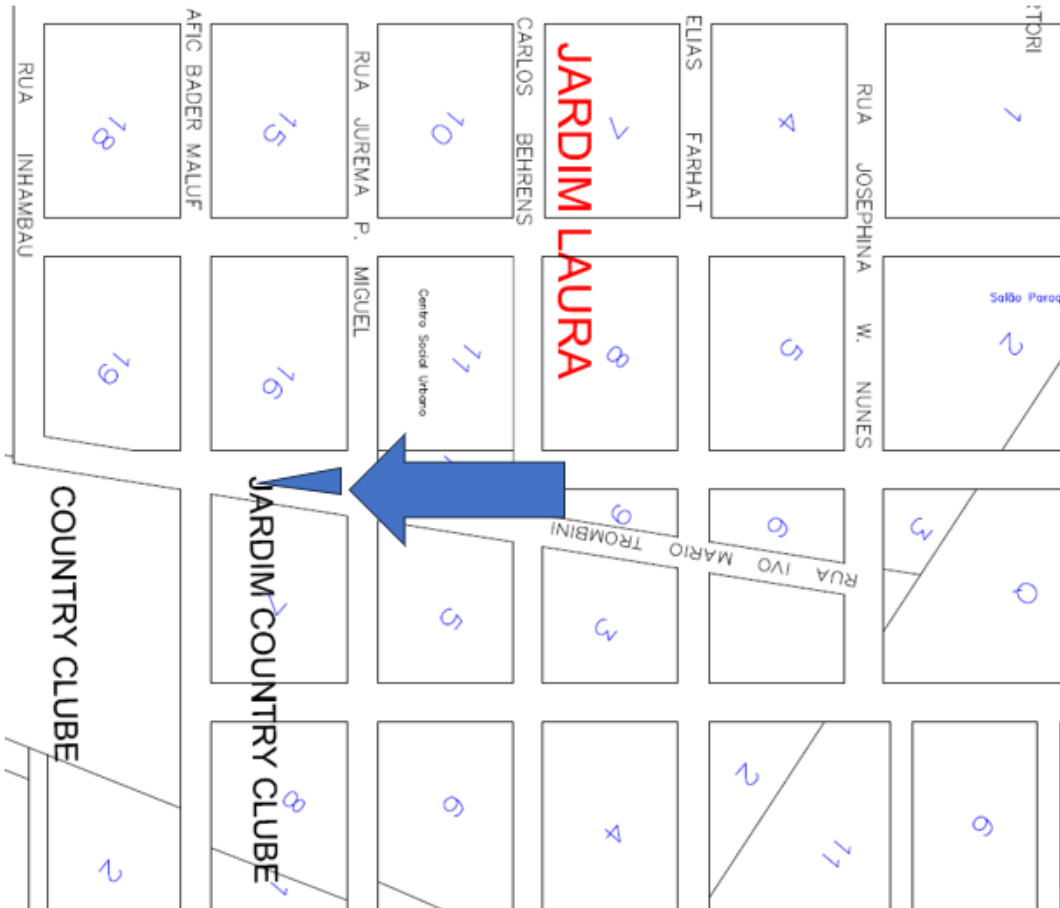 RUA INHAMBAU
AFIC BADER MALUF
RUA JUREMA P. MIGUEL
CARLOS BEHRENS
JARDIM LAURA
ELIAS FARHAT
RUA JOSEPHINA W. NUNES
18
15
10
7
4
1
19
16
Centro Social Urbano
11
8
5
Salão
2
COUNTRY CLUBE
JARDIM COUNTRY CLUBE
7
5
9
3
6
3
Q
RUA IVO MARIO TROMBINI
2
8
1
6
4
2
11
6